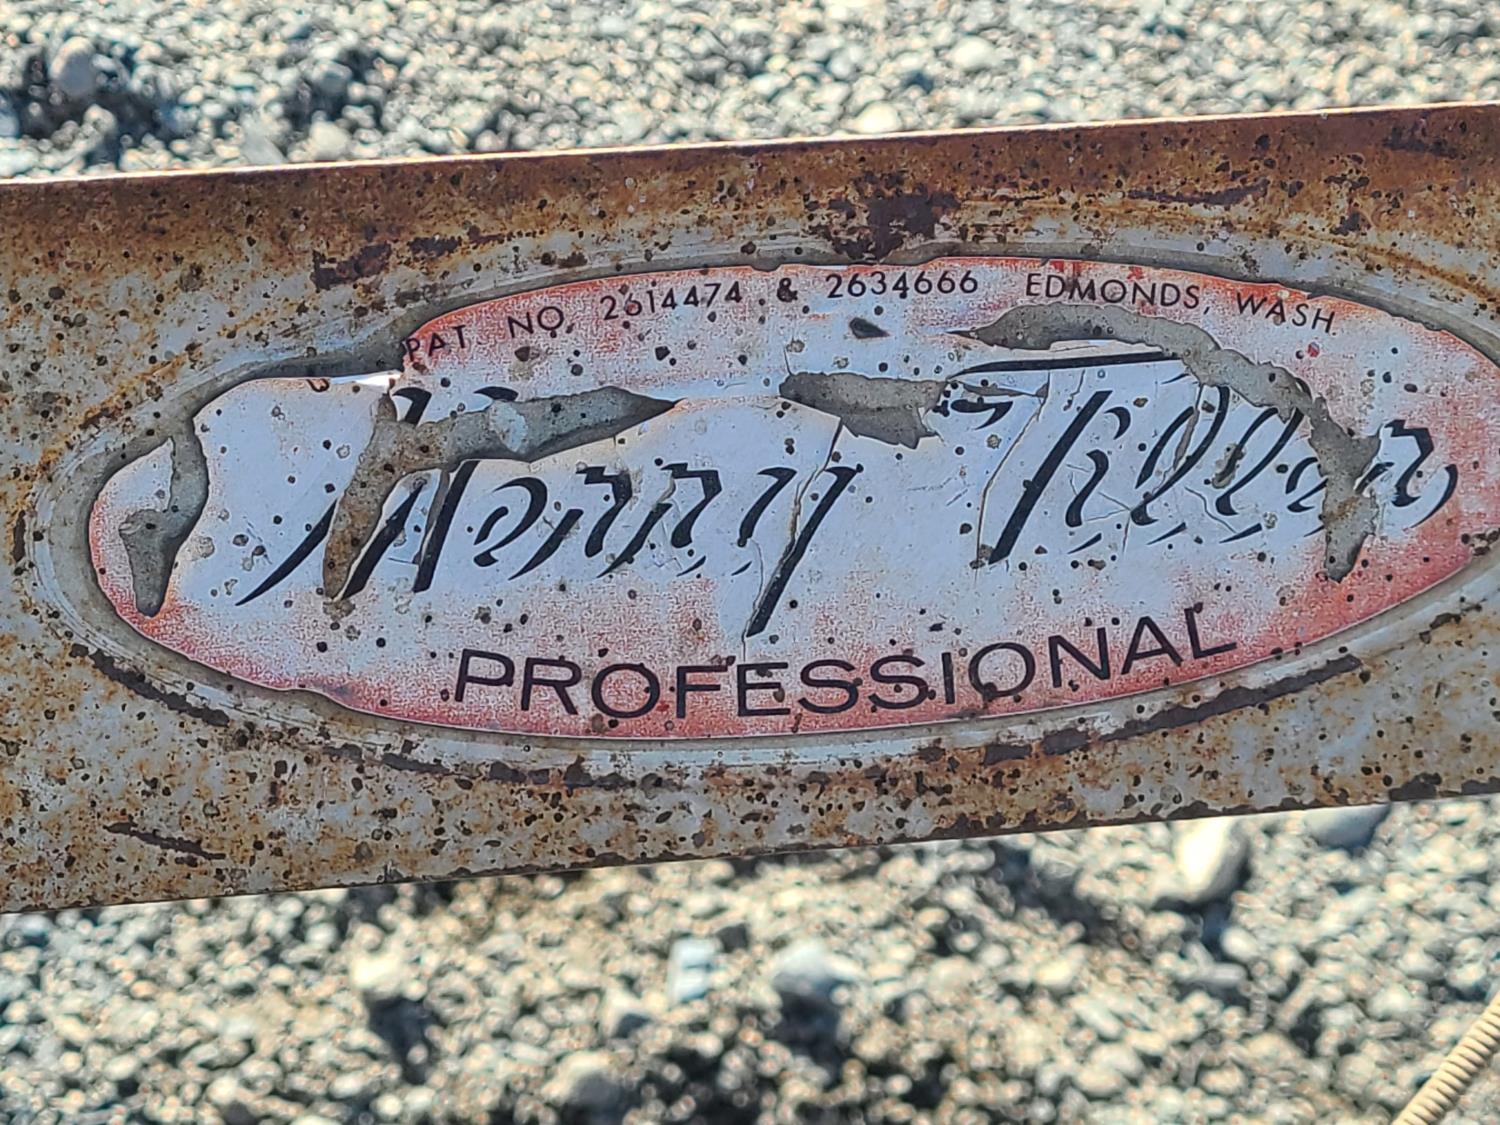 PAT. NO. 2614474 & 2634666 EDMONDS, WASH.
Merry Tiller
PROFESSIONAL